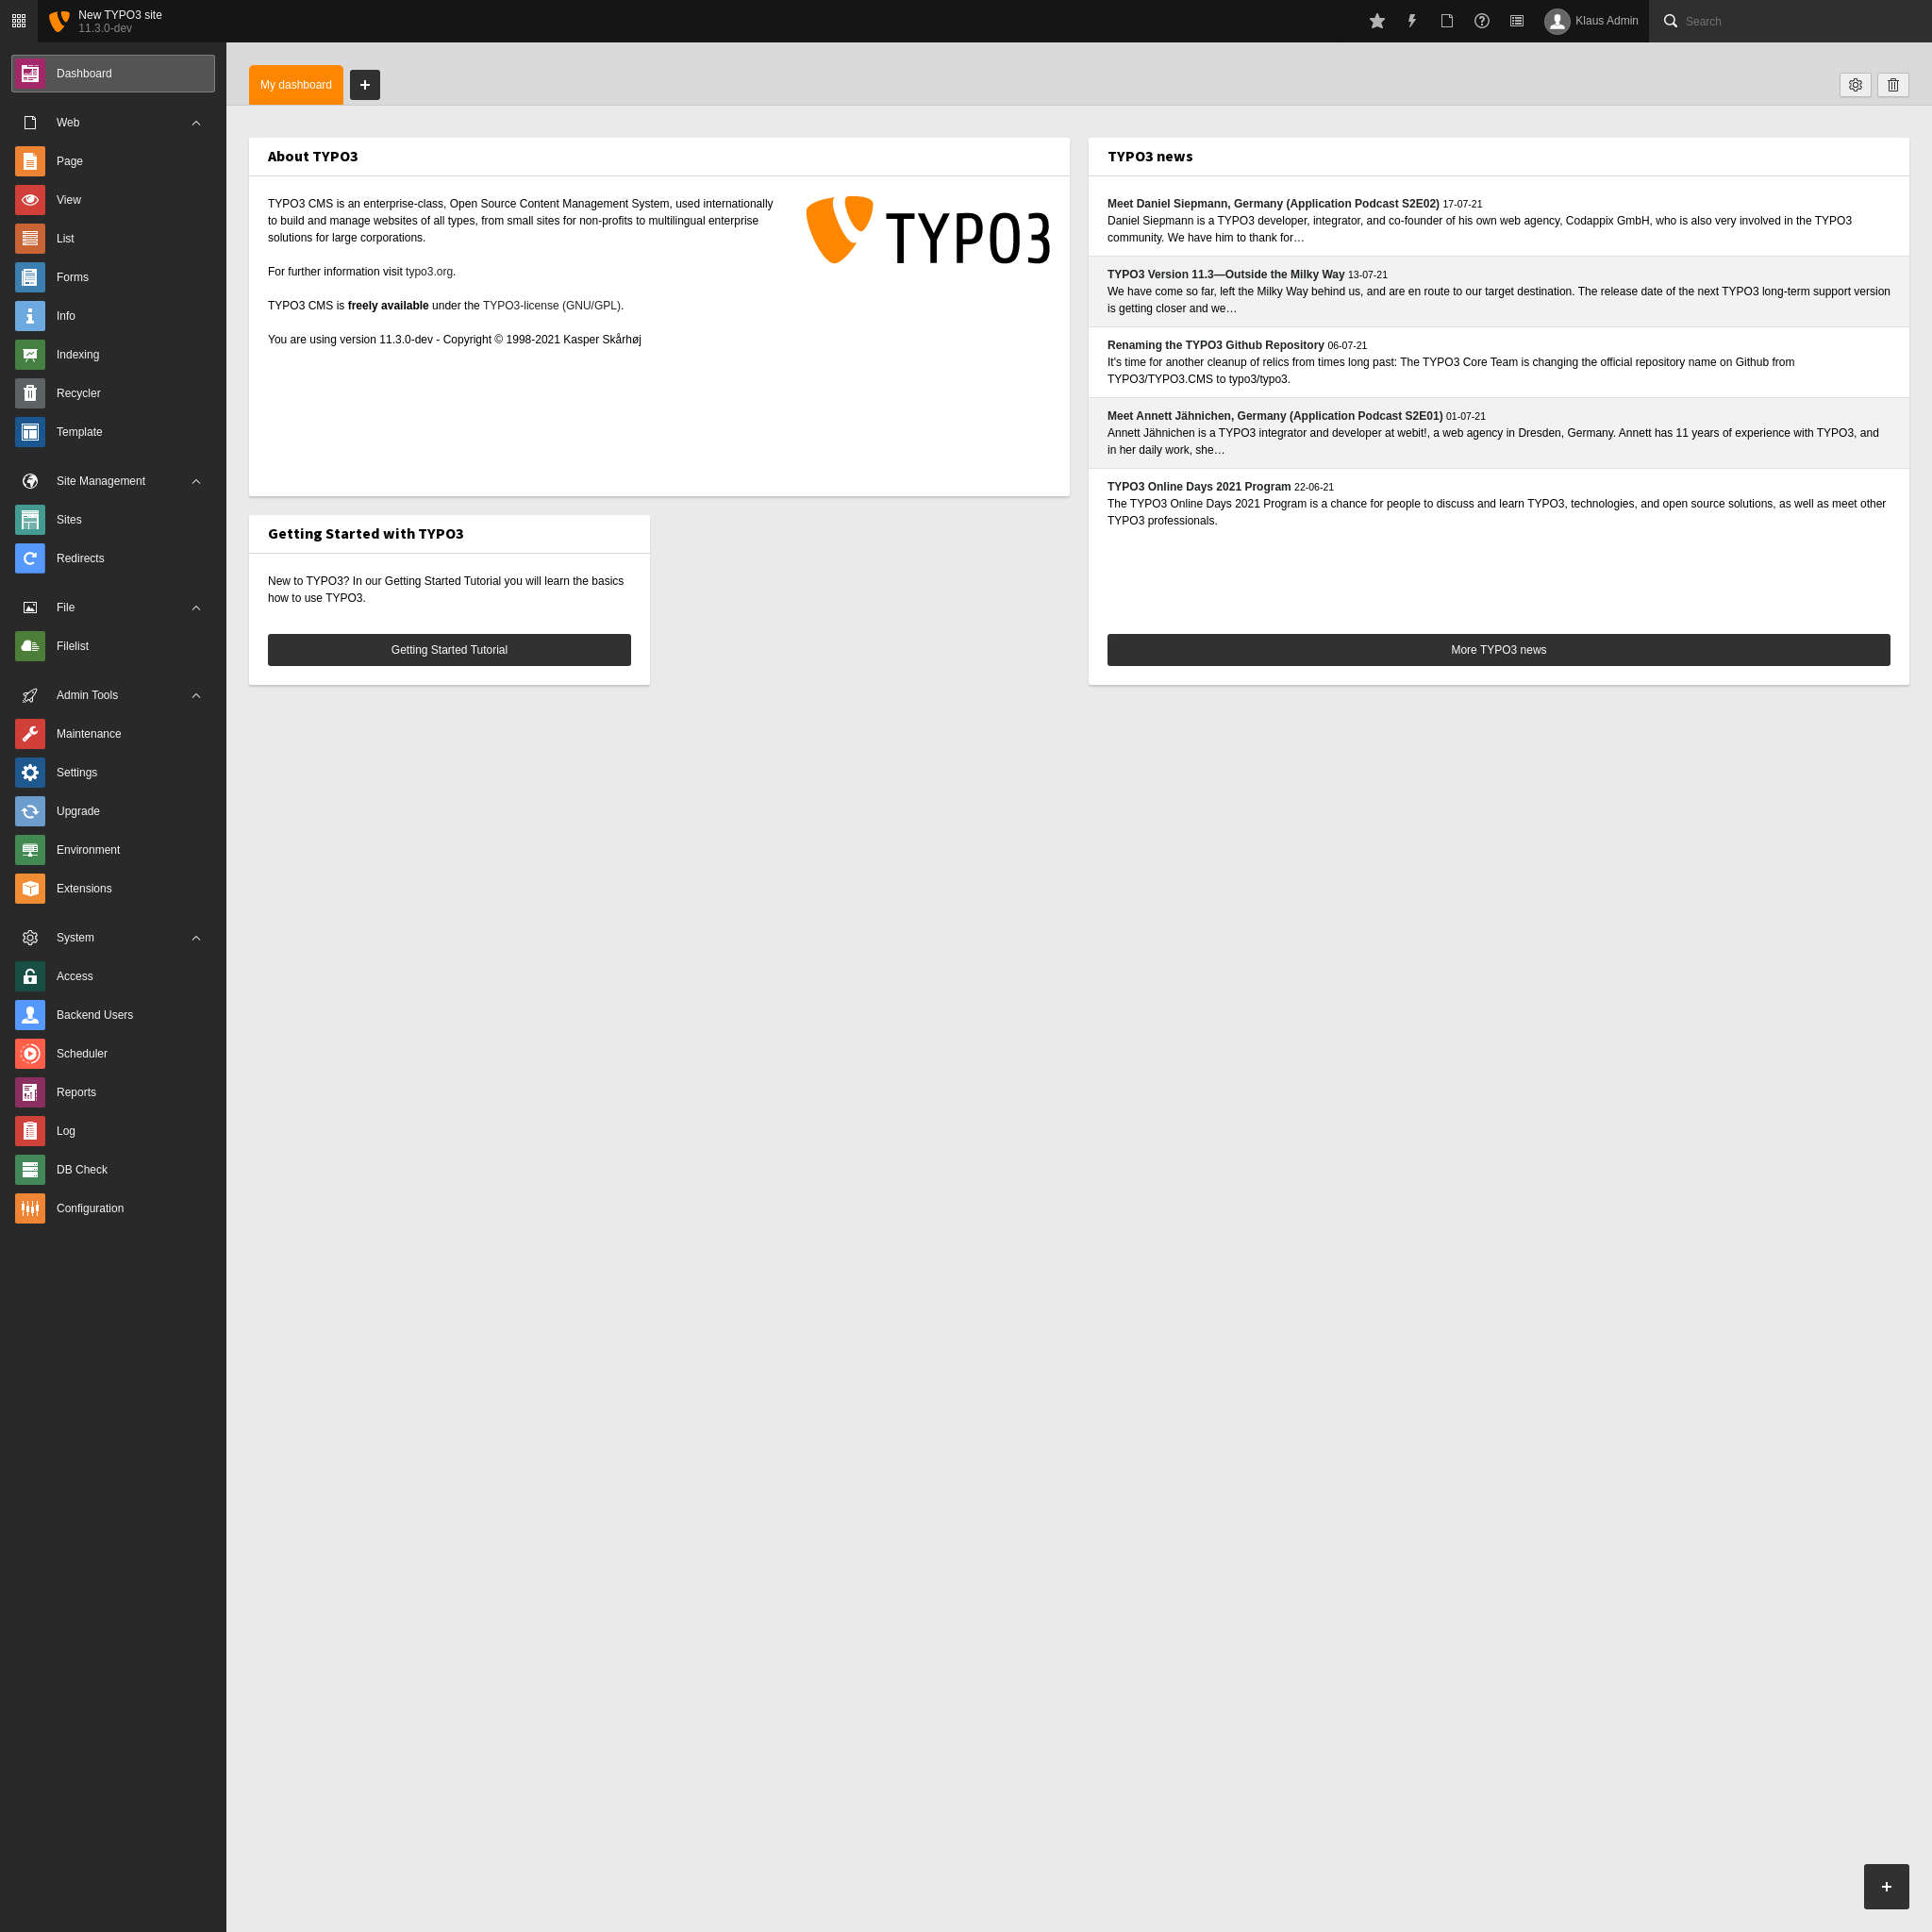 New TYPO3 site
11.3.0-dev
Klaus Admin
Search
Dashboard
Web
Page
View
List
Forms
Info
Indexing
Recycler
Template
Site Management
Sites
Redirects
File
Filelist
Admin Tools
Maintenance
Settings
Upgrade
Environment
Extensions
System
Access
Backend Users
Scheduler
Reports
Log
DB Check
Configuration
My dashboard
About TYPO3
TYPO3 CMS is an enterprise-class, Open Source Content Management System, used internationally
to build and manage websites of all types, from small sites for non-profits to multilingual enterprise
solutions for large corporations.
For further information visit typo3.org.
TYPO3 CMS is freely available under the TYPO3-license (GNU/GPL).
You are using version 11.3.0-dev - Copyright © 1998-2021 Kasper Skårhøj
TYPO3
Getting Started with TYPO3
New to TYPO3? In our Getting Started Tutorial you will learn the basics
how to use TYPO3.
Getting Started Tutorial
TYPO3 news
Meet Daniel Siepmann, Germany (Application Podcast S2E02) 17-07-21
Daniel Siepmann is a TYPO3 developer, integrator, and co-founder of his own web agency, Codappix GmbH, who is also very involved in the TYPO3
community. We have him to thank for…
TYPO3 Version 11.3—Outside the Milky Way 13-07-21
We have come so far, left the Milky Way behind us, and are en route to our target destination. The release date of the next TYPO3 long-term support version
is getting closer and we…
Renaming the TYPO3 Github Repository 06-07-21
It's time for another cleanup of relics from times long past: The TYPO3 Core Team is changing the official repository name on Github from
TYPO3/TYPO3.CMS to typo3/typo3.
Meet Annett Jähnichen, Germany (Application Podcast S2E01) 01-07-21
Annett Jähnichen is a TYPO3 integrator and developer at webit!, a web agency in Dresden, Germany. Annett has 11 years of experience with TYPO3, and
in her daily work, she…
TYPO3 Online Days 2021 Program 22-06-21
The TYPO3 Online Days 2021 Program is a chance for people to discuss and learn TYPO3, technologies, and open source solutions, as well as meet other
TYPO3 professionals.
More TYPO3 news